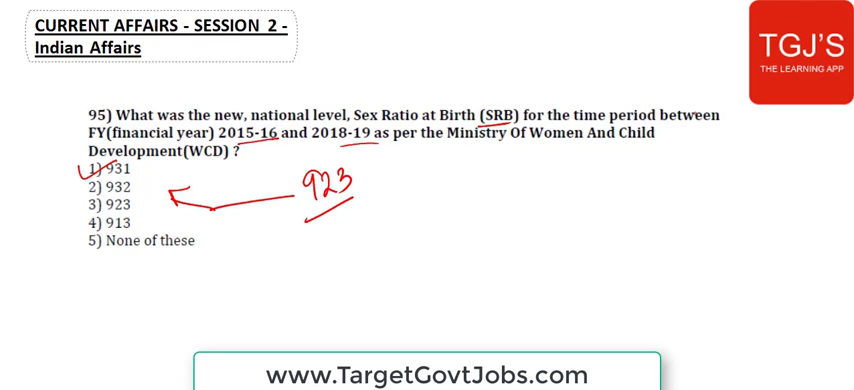 CURRENT AFFAIRS - SESSION 2 -
Indian Affairs
TGJ'S
THE LEARNING APP
95) What was the new, national level, Sex Ratio at Birth (SRB) for the time period between
FY(financial year) 2015-16 and 2018-19 as per the Ministry Of Women And Child
Development(WCD) ?
1) 931
2) 932
3) 923
4) 913
5) None of these
923
www.TargetGovtJobs.com